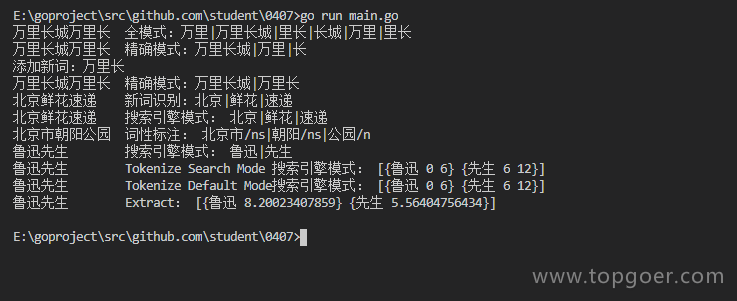 E:\goproject\src\github.com\student\0407>go run main.go
万里长城万里长 全模式：万里|万里长城|里长|长城|万里|里长
万里长城万里长 精确模式：万里长城|万里|长
添加新词：万里长
万里长城万里长 精确模式：万里长城|万里长
北京鲜花速递 新词识别：北京|鲜花|速递
北京鲜花速递 搜索引擎模式： 北京|鲜花|速递
北京市朝阳公园 词性标注： 北京市/ns|朝阳/ns|公园/n
鲁迅先生 搜索引擎模式： 鲁迅|先生
鲁迅先生 Tokenize Search Mode 搜索引擎模式： [{鲁迅 0 6} {先生 6 12}]
鲁迅先生 Tokenize Default Mode搜索引擎模式： [{鲁迅 0 6} {先生 6 12}]
鲁迅先生 Extract： [{鲁迅 8.20023407859} {先生 5.56404756434}]
E:\goproject\src\github.com\student\0407>
www.topgoer.com